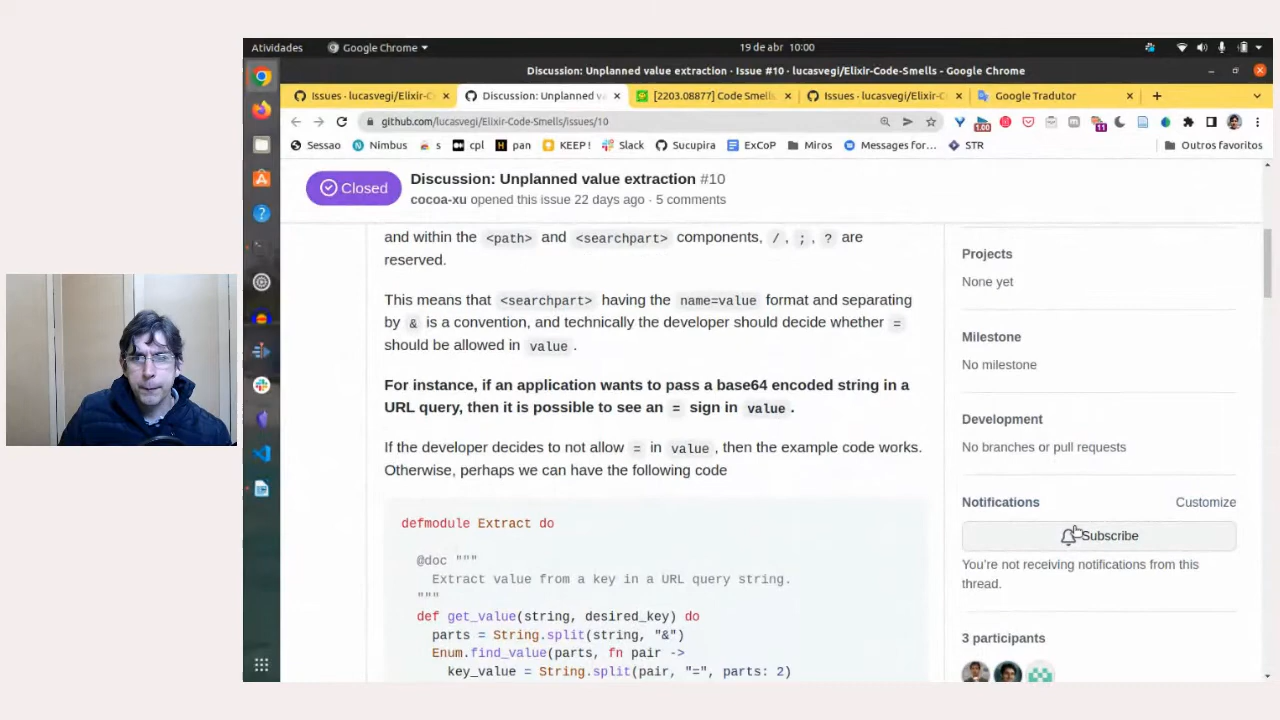 Atividades
Google Chrome
19 de abr 10:00
Discussion: Unplanned value extraction · Issue #10 · lucasvegi/Elixir-Code-Smells - Google Chrome
Issues · lucasvegi/Elixir-C
Discussion: Unplanned va
[2203.08877] Code Smells
Issues · lucasvegi/Elixir-C
Google Tradutor
github.com/lucasvegi/Elixir-Code-Smells/issues/10
1.00
11
Sessao
Nimbus
s
cpl
pan
KEEP!
Slack
Sucupira
ExCoP
Miros
Messages for...
STR
Outros favoritos
Closed
Discussion: Unplanned value extraction #10
cocoa-xu opened this issue 22 days ago · 5 comments
and within the <path> and <searchpart> components, / , ; , ? are
reserved.
This means that <searchpart> having the name=value format and separating
by & is a convention, and technically the developer should decide whether =
should be allowed in value .
For instance, if an application wants to pass a base64 encoded string in a
URL query, then it is possible to see an = sign in value.
If the developer decides to not allow = in value , then the example code works.
Otherwise, perhaps we can have the following code
defmodule Extract do
@doc """
Extract value from a key in a URL query string.
"""
def get_value(string, desired_key) do
parts = String.split(string, "&")
Enum.find_value(parts, fn pair ->
key_value = String.split(pair, "=", parts: 2)
Projects
None yet
Milestone
No milestone
Development
No branches or pull requests
Notifications
Customize
Subscribe
You're not receiving notifications from this
thread.
3 participants